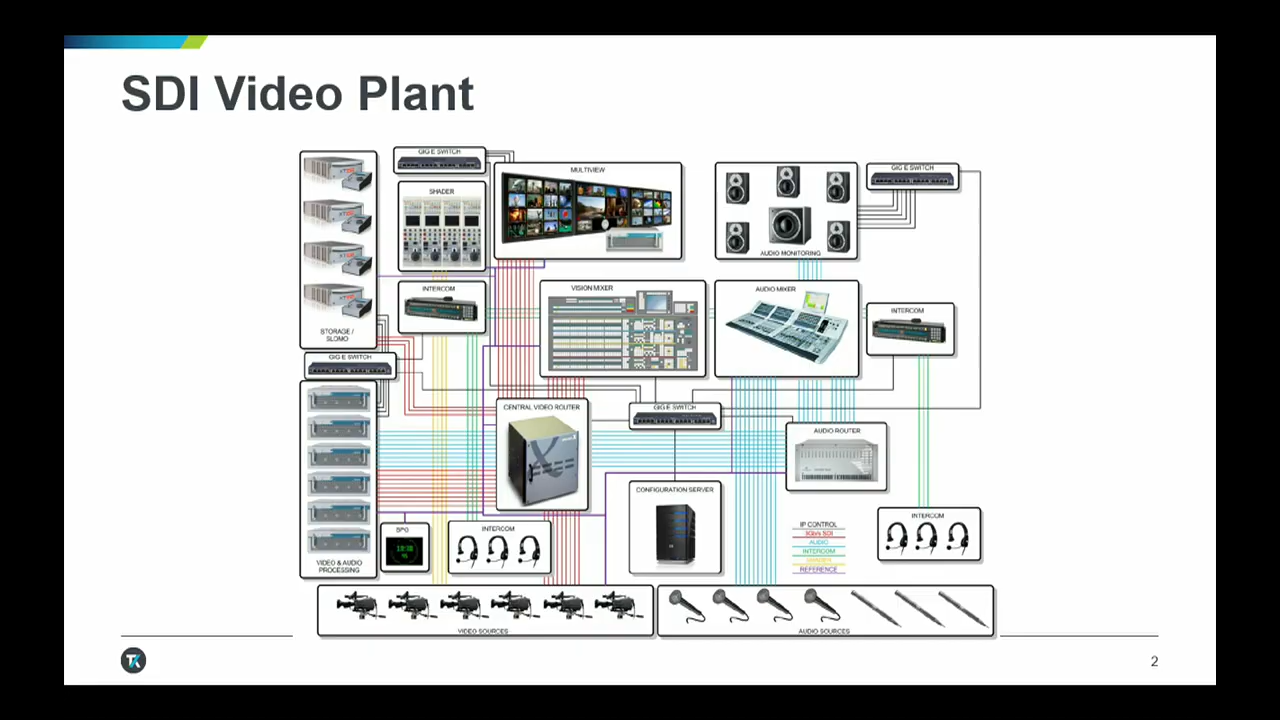 SDI Video Plant
GIG E SWITCH
SHADER
MULTIVIEW
AUDIO MONITORING
GIG E SWITCH
STORAGE /
SLOMO
INTERCOM
VISION MIXER
AUDIO MIXER
INTERCOM
GIG E SWITCH
CENTRAL VIDEO ROUTER
GIG E SWITCH
AUDIO ROUTER
VIDEO & AUDIO
PROCESSING
SPG
INTERCOM
CONFIGURATION SERVER
IP CONTROL
AUDIO
INTERCOM
REFERENCE
INTERCOM
VIDEO SOURCES
AUDIO SOURCES
TK
2